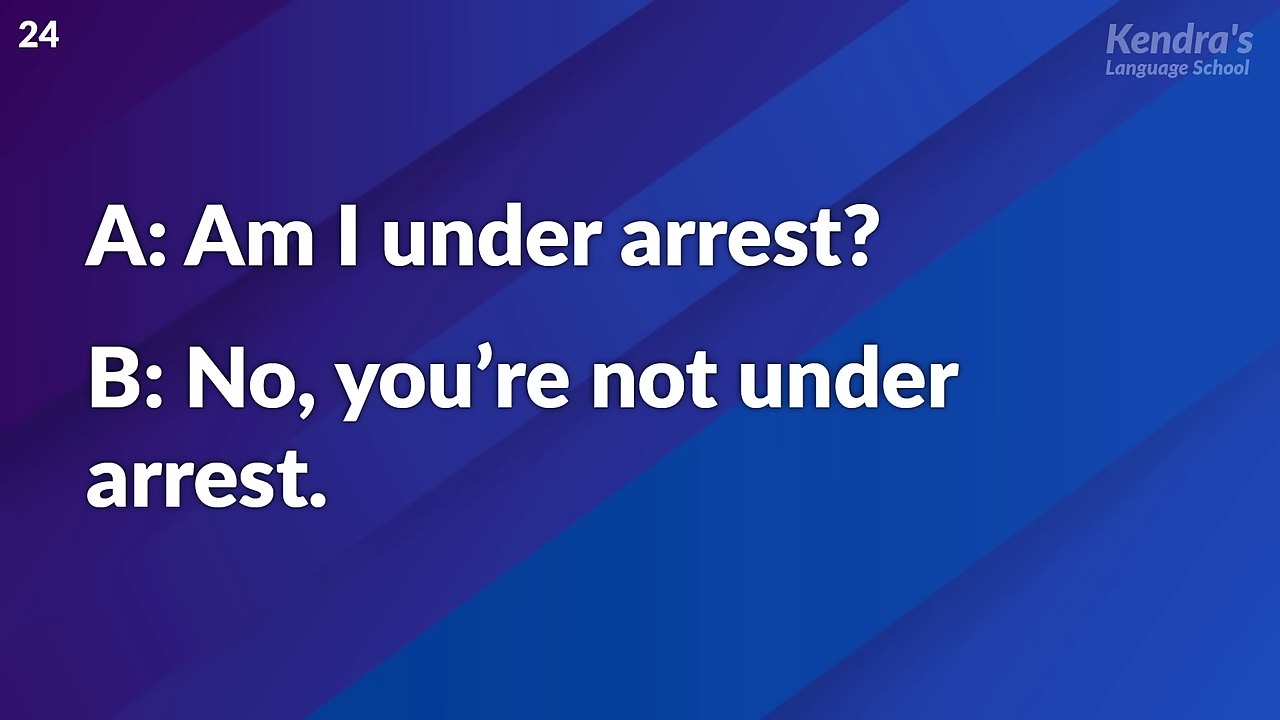 24
Kendra's
Language School
A: Am I under arrest?
B: No, you’re not under
arrest.